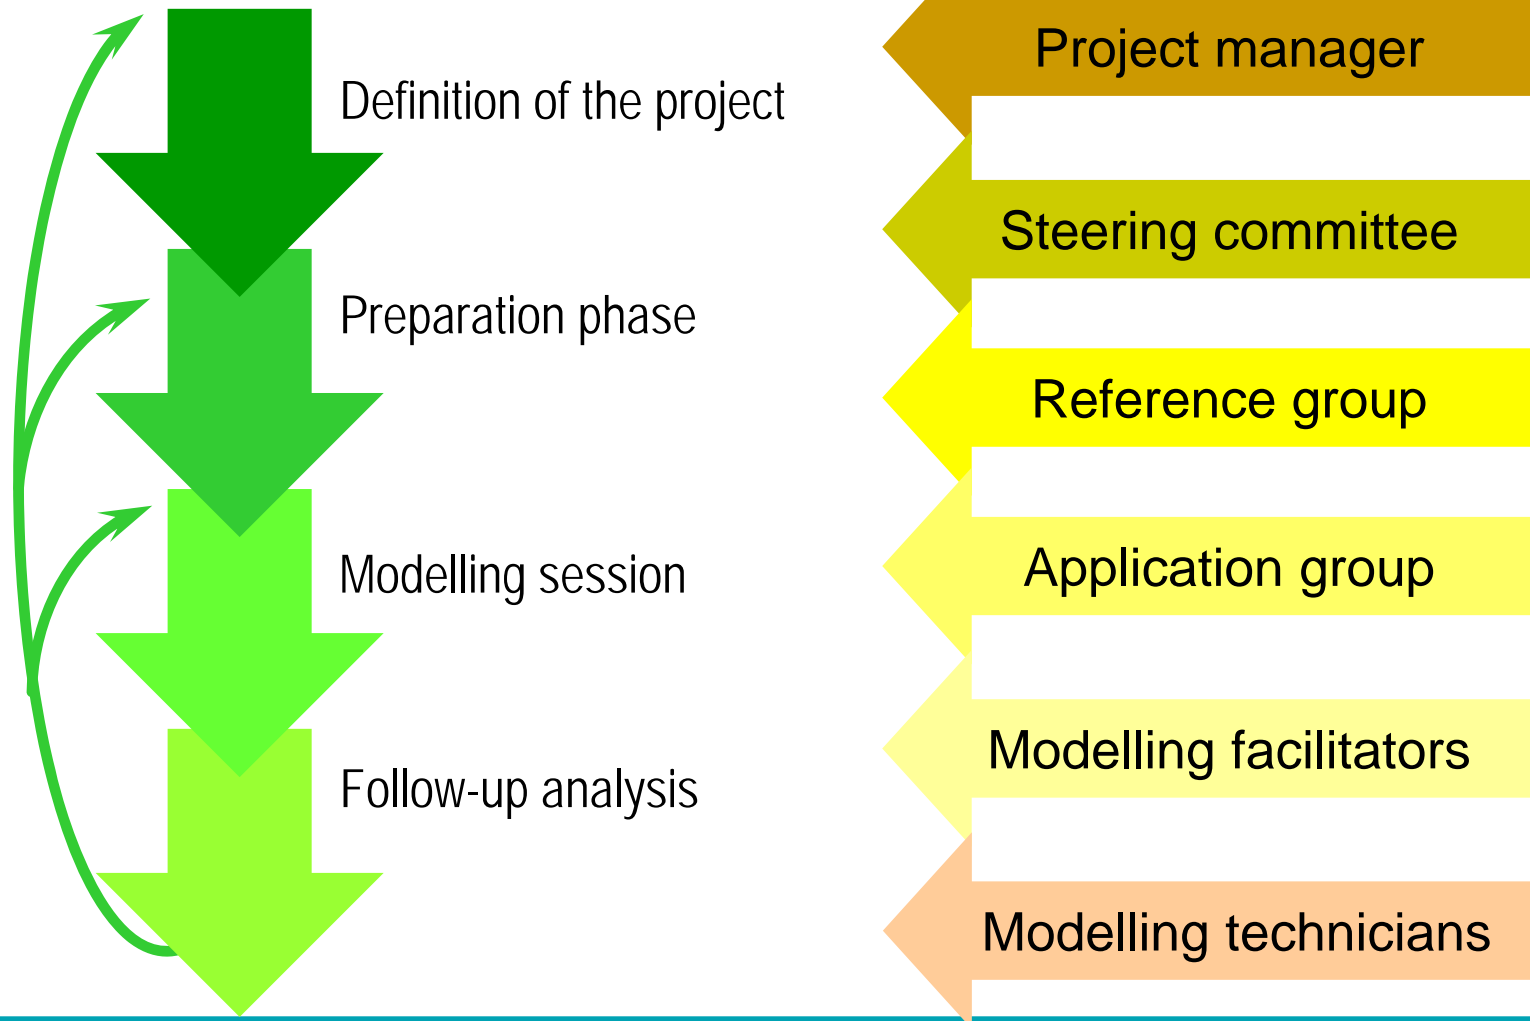 Definition of the project
Preparation phase
Modelling session
Follow-up analysis
Project manager
Steering committee
Reference group
Application group
Modelling facilitators
Modelling technicians